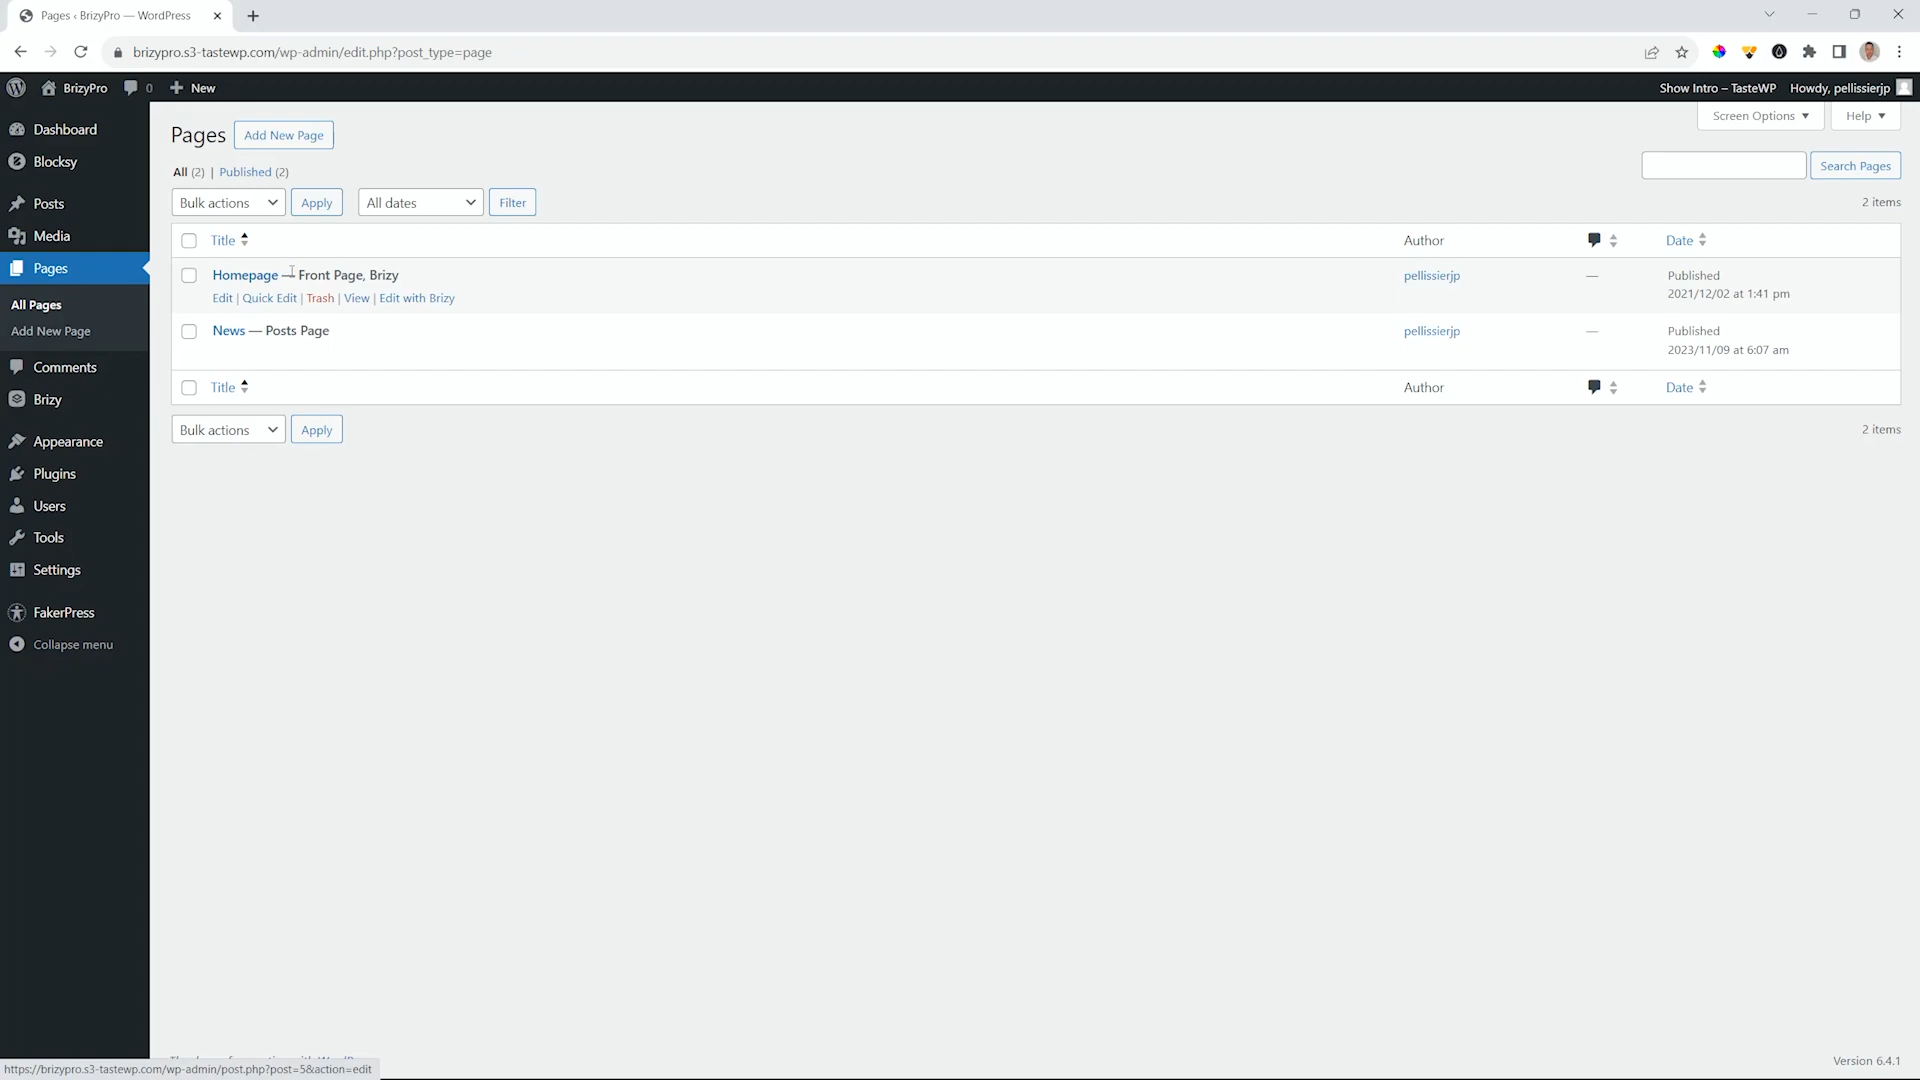 Pages ‹ BrizyPro — WordPress
brizypro.s3-tastewp.com/wp-admin/edit.php?post_type=page
BrizyPro 0 New Show Intro – TasteWP Howdy, pellissierjp
Dashboard
Blocksy
Posts
Media
Pages
All Pages
Add New Page
Comments
Brizy
Appearance
Plugins
Users
Tools
Settings
FakerPress
Collapse menu
Screen Options Help
Pages Add New Page
All (2) | Published (2)
Search Pages
Bulk actions Apply All dates Filter 2 items
Title Author Date
Homepage — Front Page, Brizy pellissierjp — Published
2021/12/02 at 1:41 pm
Edit | Quick Edit | Trash | View | Edit with Brizy
News — Posts Page pellissierjp — Published
2023/11/09 at 6:07 am
Title Author Date
Bulk actions Apply 2 items
Version 6.4.1
https://brizypro.s3-tastewp.com/wp-admin/post.php?post=5&action=edit